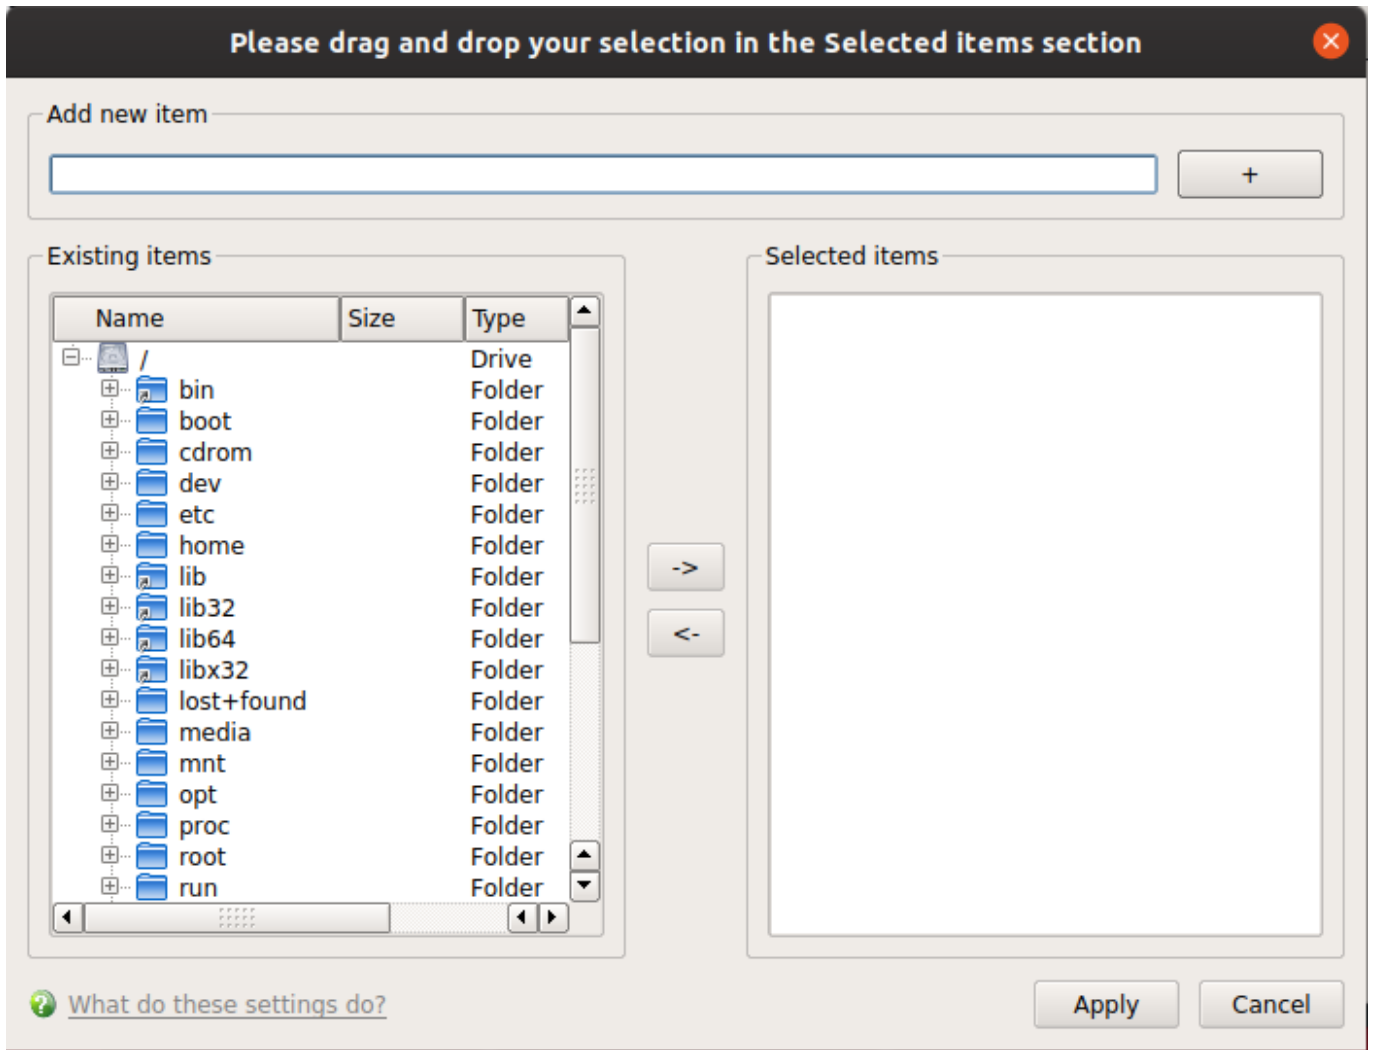 Please drag and drop your selection in the Selected items section
Add new item
+
Existing items
Selected items
Name Size Type
/ Drive
bin Folder
boot Folder
cdrom Folder
dev Folder
etc Folder
home Folder
lib Folder
lib32 Folder
lib64 Folder
libx32 Folder
lost+found Folder
media Folder
mnt Folder
opt Folder
proc Folder
root Folder
run Folder
->
<-
What do these settings do?
Apply
Cancel